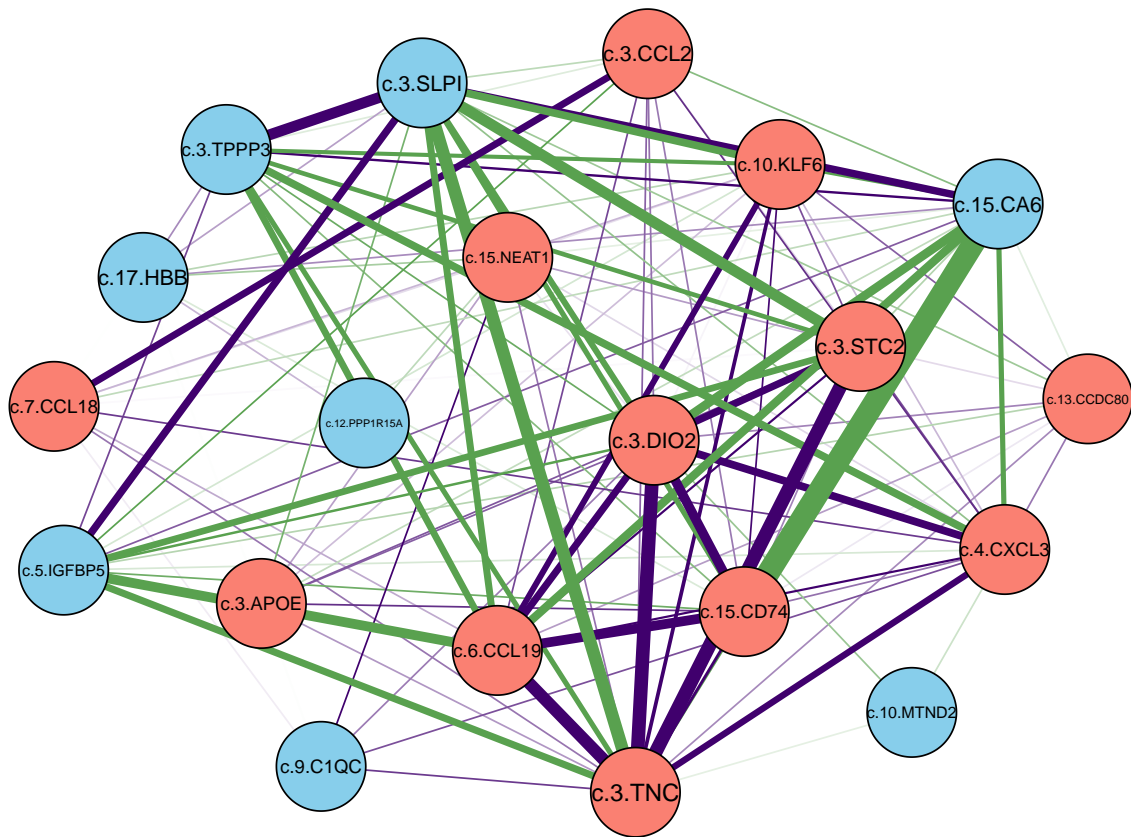 c.3.CCL2
c.3.SLPI
c.3.TPPP3
c.10.KLF6
c.15.CA6
c.15.NEAT1
c.17.HBB
c.3.STC2
c.7.CCL18
c.13.CCDC80
c.12.PPP1R15A
c.3.DIO2
c.4.CXCL3
c.5.IGFBP5
c.3.APOE
c.15.CD74
c.6.CCL19
c.10.MTND2
c.9.C1QC
c.3.TNC